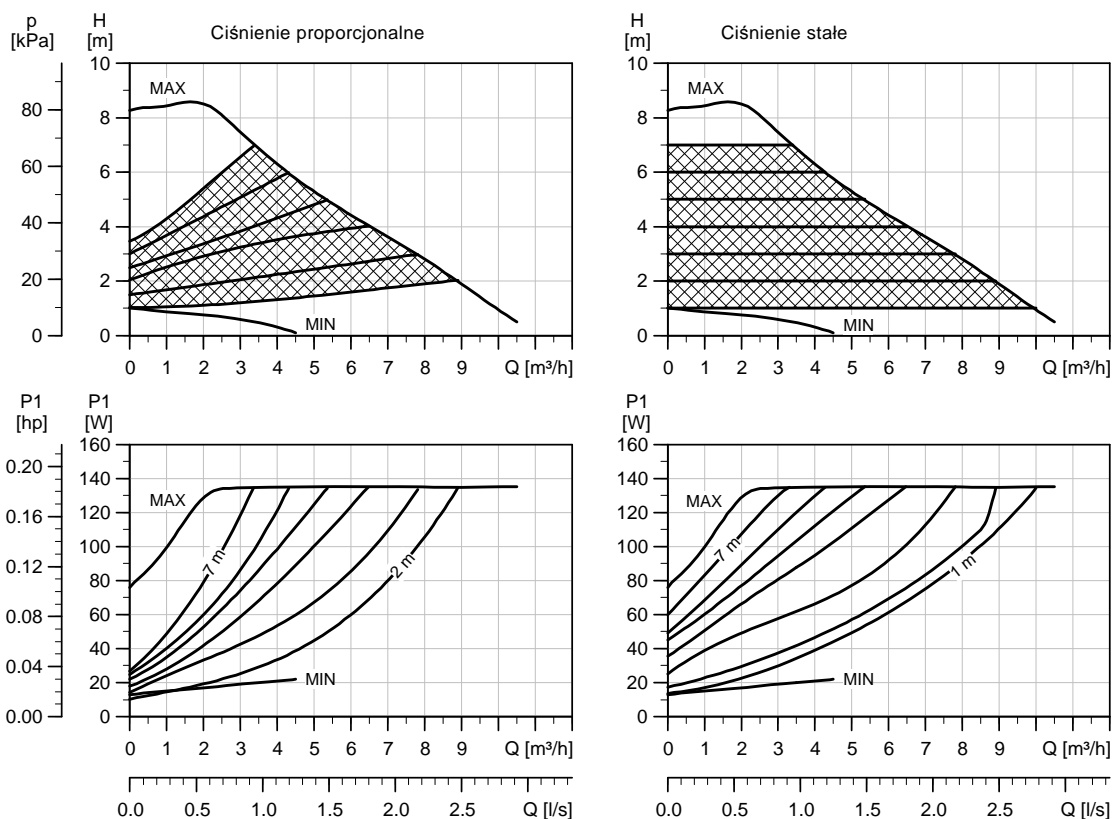 p H Ciśnienie proporcjonalne H Ciśnienie stałe
[kPa] [m] [m]
10 10
MAX MAX
80 8 8
60 6 6
40 4 4
20 2 2
MIN MIN
0 0 0
0 1 2 3 4 5 6 7 8 9 Q [m³/h] 0 1 2 3 4 5 6 7 8 9 Q [m³/h]
P1 P1 P1
[hp] [W] [W]
160 160
0.20
140 140
MAX MAX
0.16 120 120
0.12 100 100
7 m 2 m 7 m 1 m
80 80
0.08 60 60
0.04 40 40
MIN MIN
20 20
0.00 0 0
0 1 2 3 4 5 6 7 8 9 Q [m³/h] 0 1 2 3 4 5 6 7 8 9 Q [m³/h]
0.0 0.5 1.0 1.5 2.0 2.5 Q [l/s] 0.0 0.5 1.0 1.5 2.0 2.5 Q [l/s]